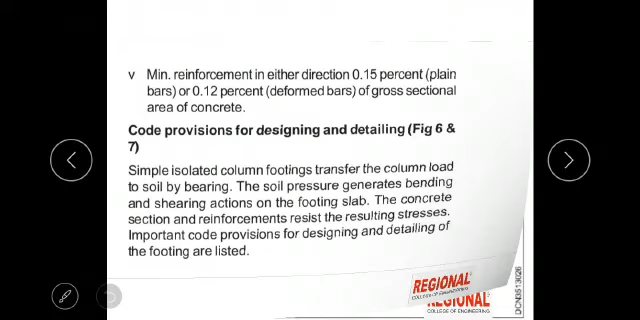 v Min. reinforcement in either direction 0.15 percent (plain
bars) or 0.12 percent (deformed bars) of gross sectional
area of concrete.
Code provisions for designing and detailing (Fig 6 &
7)
Simple isolated column footings transfer the column load
to soil by bearing. The soil pressure generates bending
and shearing actions on the footing slab. The concrete
section and reinforcements resist the resulting stresses.
Important code provisions for designing and detailing of
the footing are listed.
REGIONAL
COLLEGE OF ENGINEERING
REGIONAL
COLLEGE OF ENGINEERING
DCN3513026